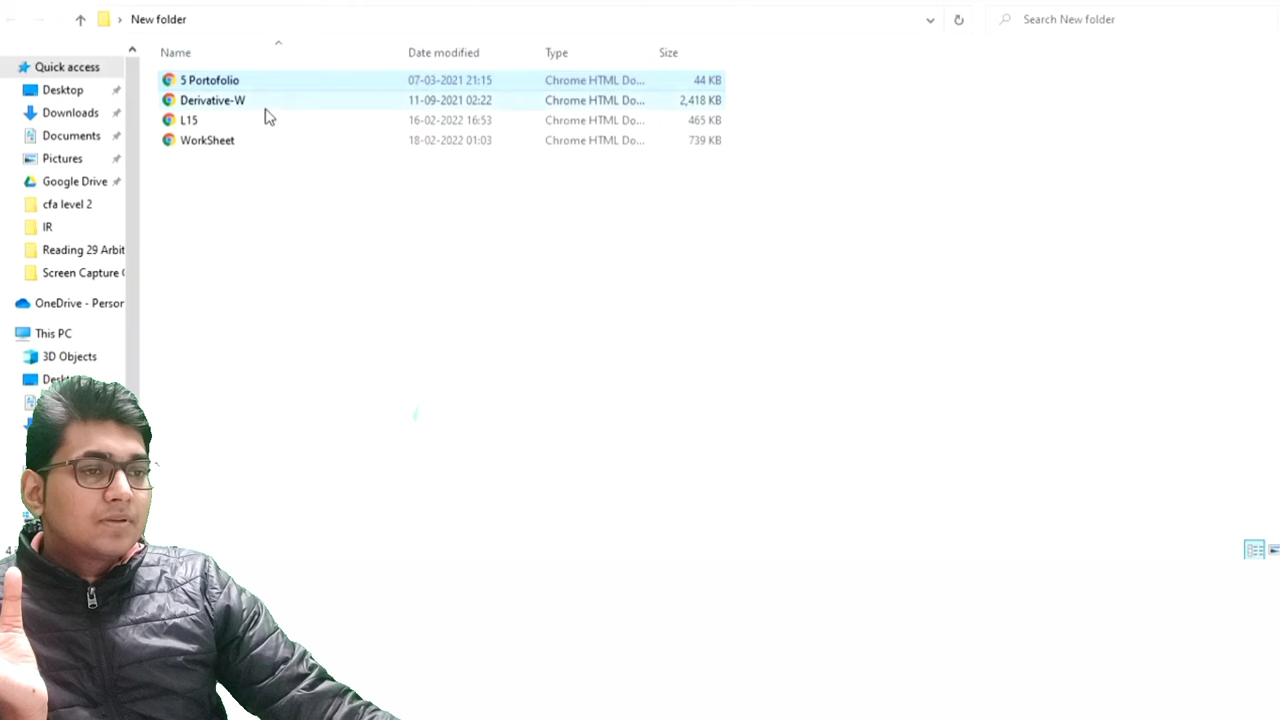 New folder
Search New folder
Name Date modified Type Size
Quick access
5 Portofolio 07-03-2021 21:15 Chrome HTML Do... 44 KB
Desktop
Derivative-W 11-09-2021 02:22 Chrome HTML Do... 2,418 KB
Downloads
L15 16-02-2022 16:53 Chrome HTML Do... 465 KB
Documents
WorkSheet 18-02-2022 01:03 Chrome HTML Do... 739 KB
Pictures
Google Drive
cfa level 2
IR
Reading 29 Arbit
Screen Capture
OneDrive - Person
This PC
3D Objects
4